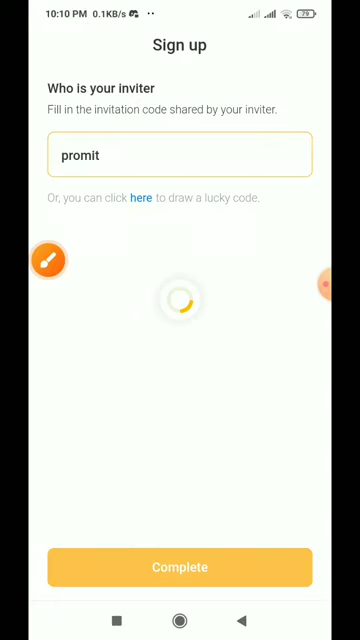 10:10 PM 0.1KB/s
79
Sign up
Who is your inviter
Fill in the invitation code shared by your inviter.
promit
Or, you can click here to draw a lucky code.
Complete